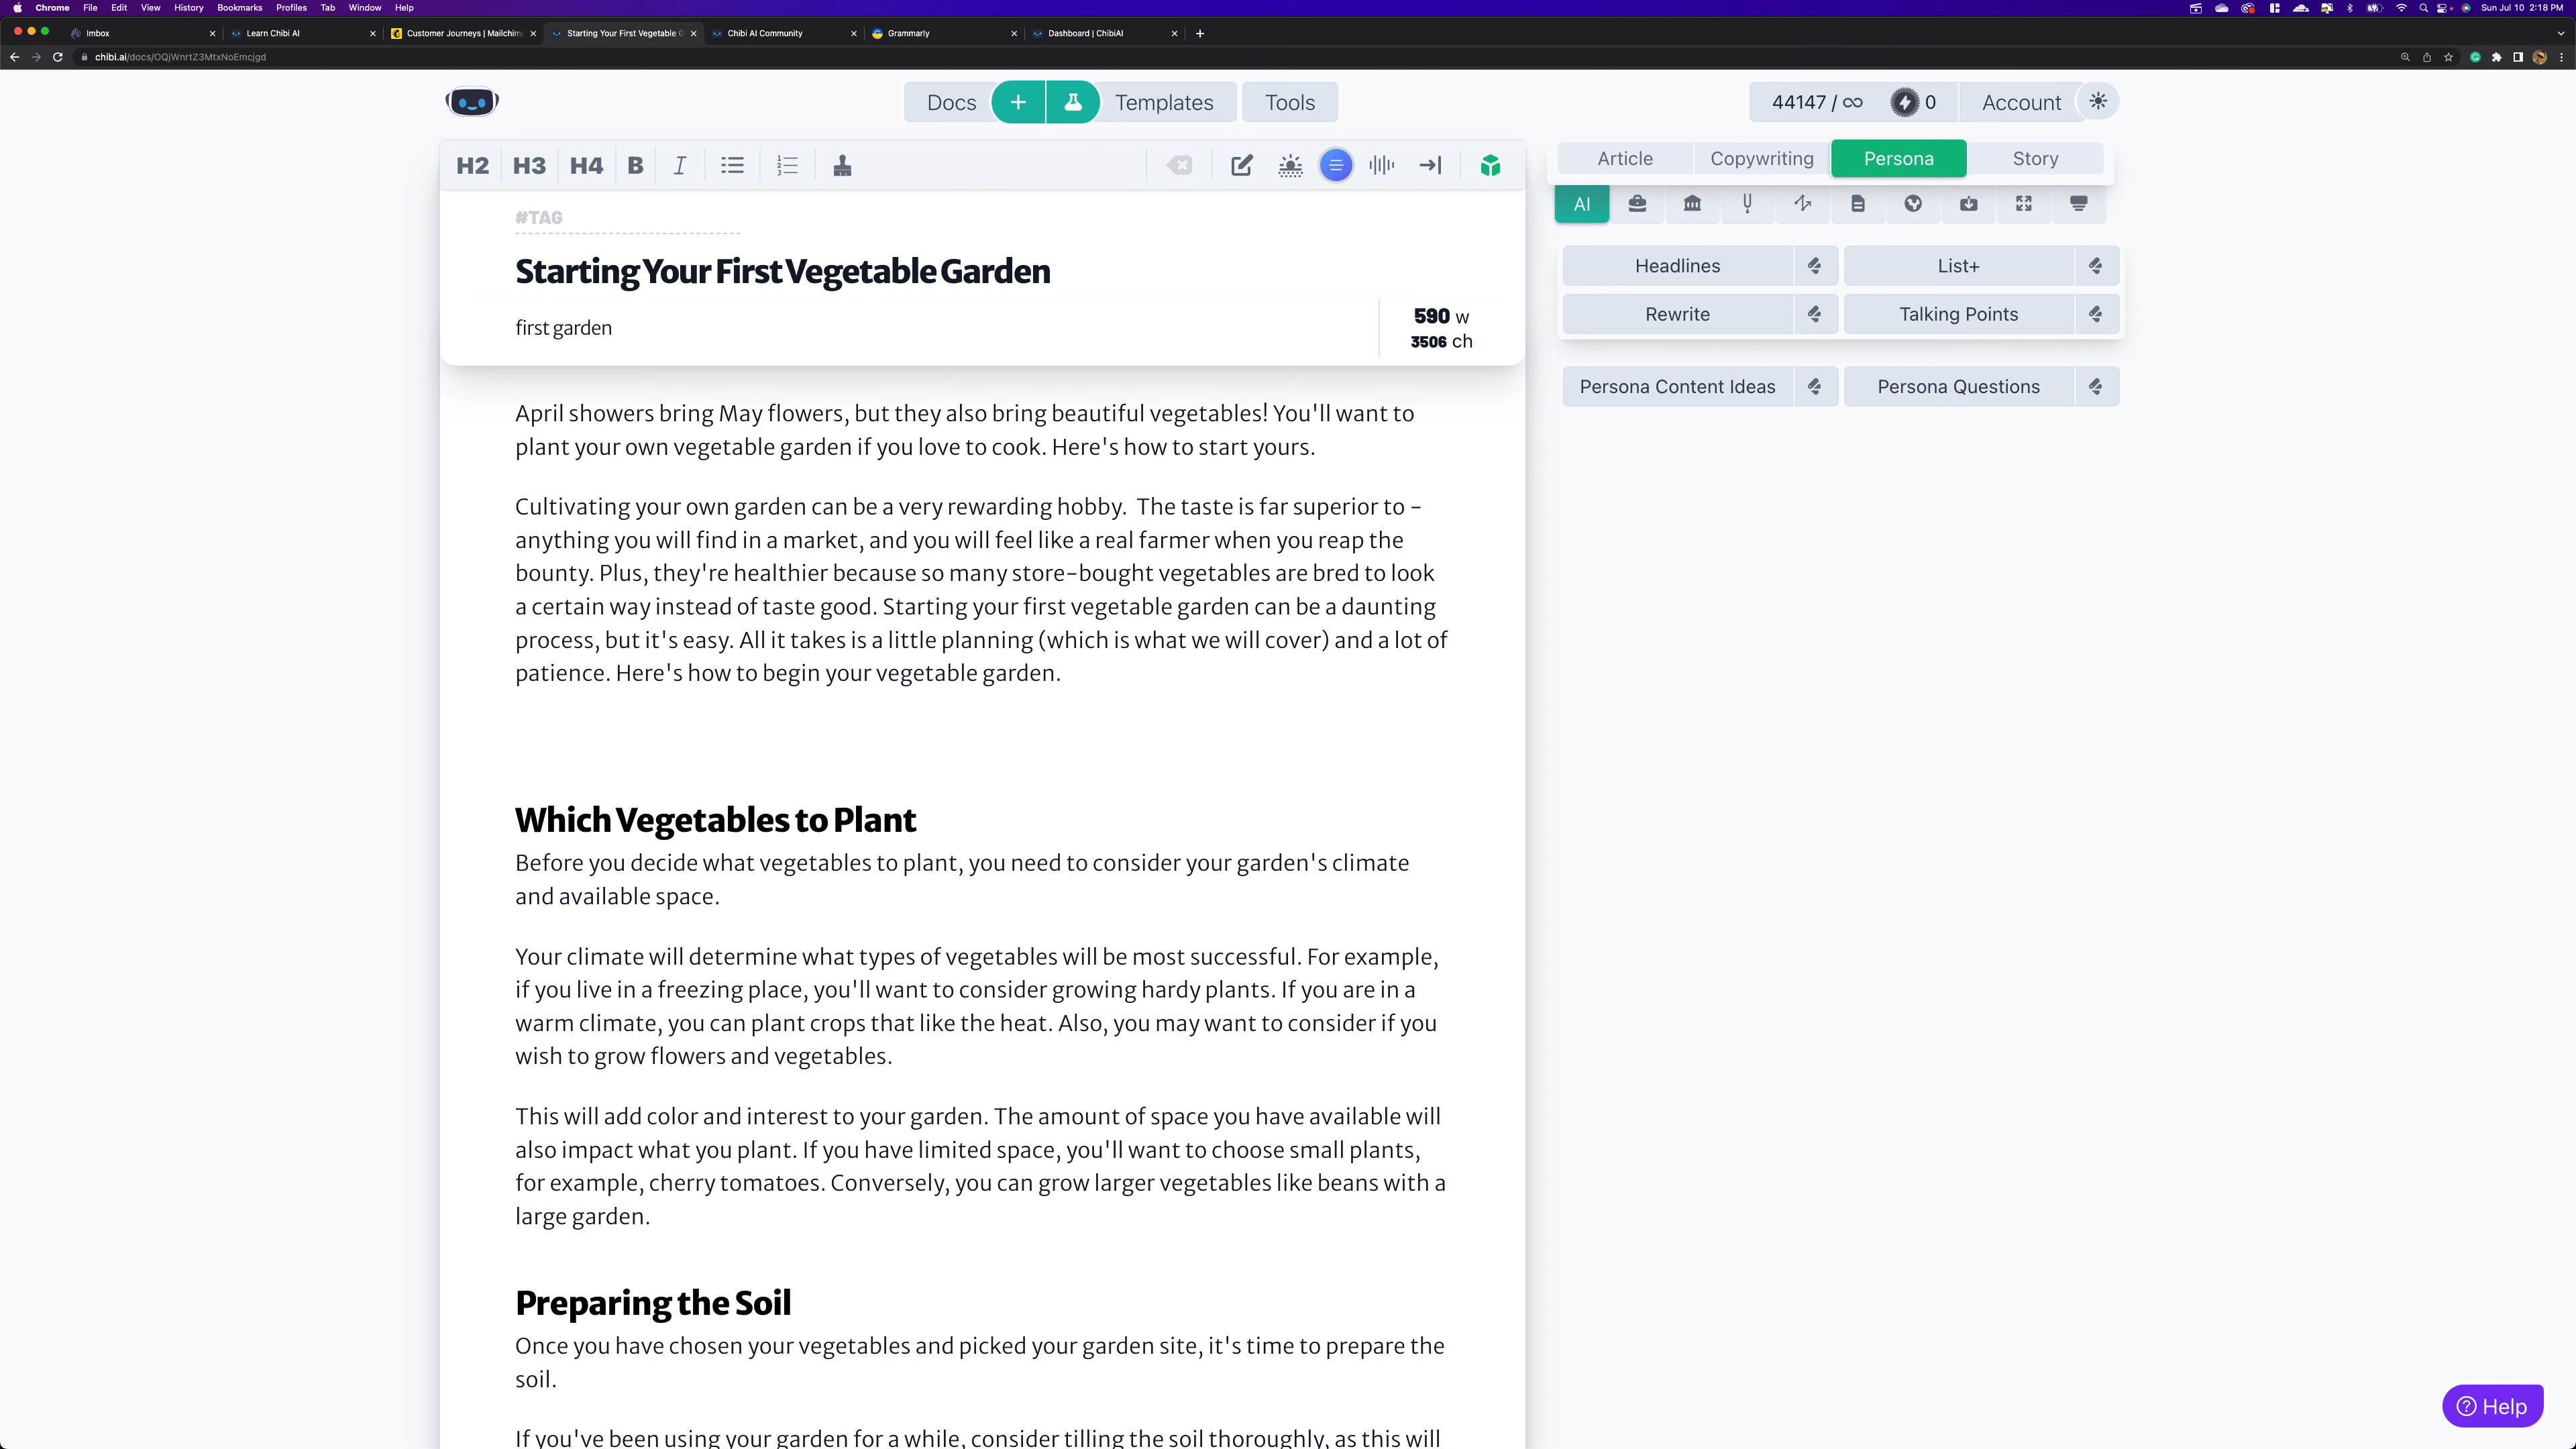 Chrome File Edit View History Bookmarks Profiles Tab Window Help
Sun Jul 10 2:18 PM
Imbox
Learn Chibi AI
Customer Journeys | Mailchim
Starting Your First Vegetable G
Chibi AI Community
Grammarly
Dashboard | ChibiAI
chibi.ai/docs/OQjWnrtZ3MtxNoEmcjgd
Docs
Templates
Tools
44147 / ∞
0
Account
H2 H3 H4 B I
Article
Copywriting
Persona
Story
AI
#TAG
Starting Your First Vegetable Garden
first garden
590 w
3506 ch
Headlines
List+
Rewrite
Talking Points
Persona Content Ideas
Persona Questions
April showers bring May flowers, but they also bring beautiful vegetables! You'll want to
plant your own vegetable garden if you love to cook. Here's how to start yours.
Cultivating your own garden can be a very rewarding hobby.  The taste is far superior to -
anything you will find in a market, and you will feel like a real farmer when you reap the
bounty. Plus, they're healthier because so many store-bought vegetables are bred to look
a certain way instead of taste good. Starting your first vegetable garden can be a daunting
process, but it's easy. All it takes is a little planning (which is what we will cover) and a lot of
patience. Here's how to begin your vegetable garden.
Which Vegetables to Plant
Before you decide what vegetables to plant, you need to consider your garden's climate
and available space.
Your climate will determine what types of vegetables will be most successful. For example,
if you live in a freezing place, you'll want to consider growing hardy plants. If you are in a
warm climate, you can plant crops that like the heat. Also, you may want to consider if you
wish to grow flowers and vegetables.
This will add color and interest to your garden. The amount of space you have available will
also impact what you plant. If you have limited space, you'll want to choose small plants,
for example, cherry tomatoes. Conversely, you can grow larger vegetables like beans with a
large garden.
Preparing the Soil
Once you have chosen your vegetables and picked your garden site, it's time to prepare the
soil.
If you've been using your garden for a while, consider tilling the soil thoroughly, as this will
Help